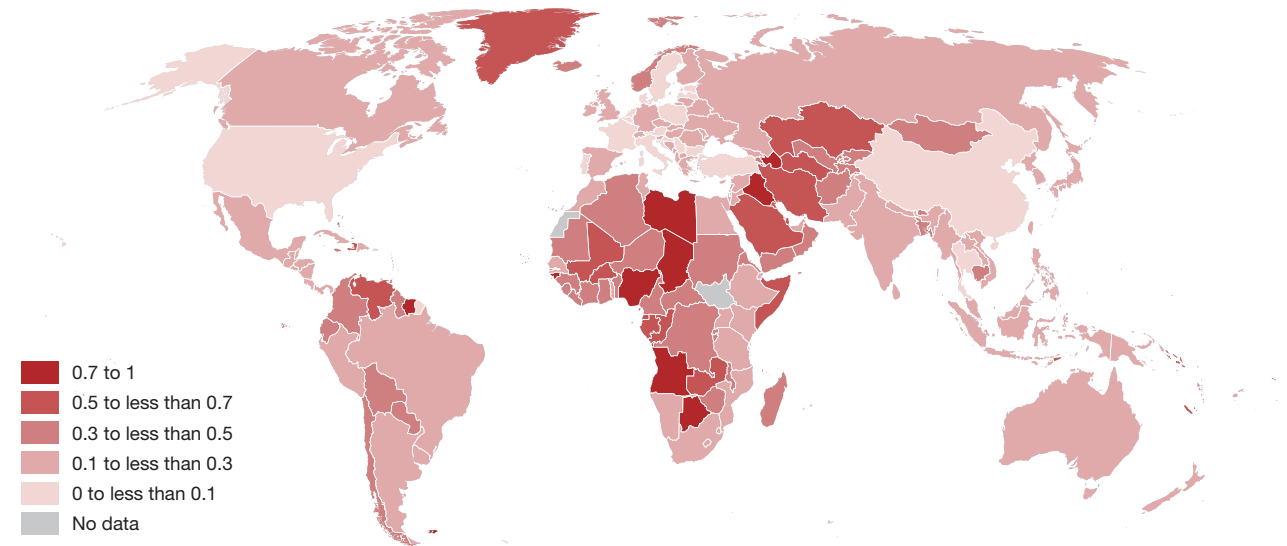 0.7 to 1
0.5 to less than 0.7
0.3 to less than 0.5
0.1 to less than 0.3
0 to less than 0.1
No data